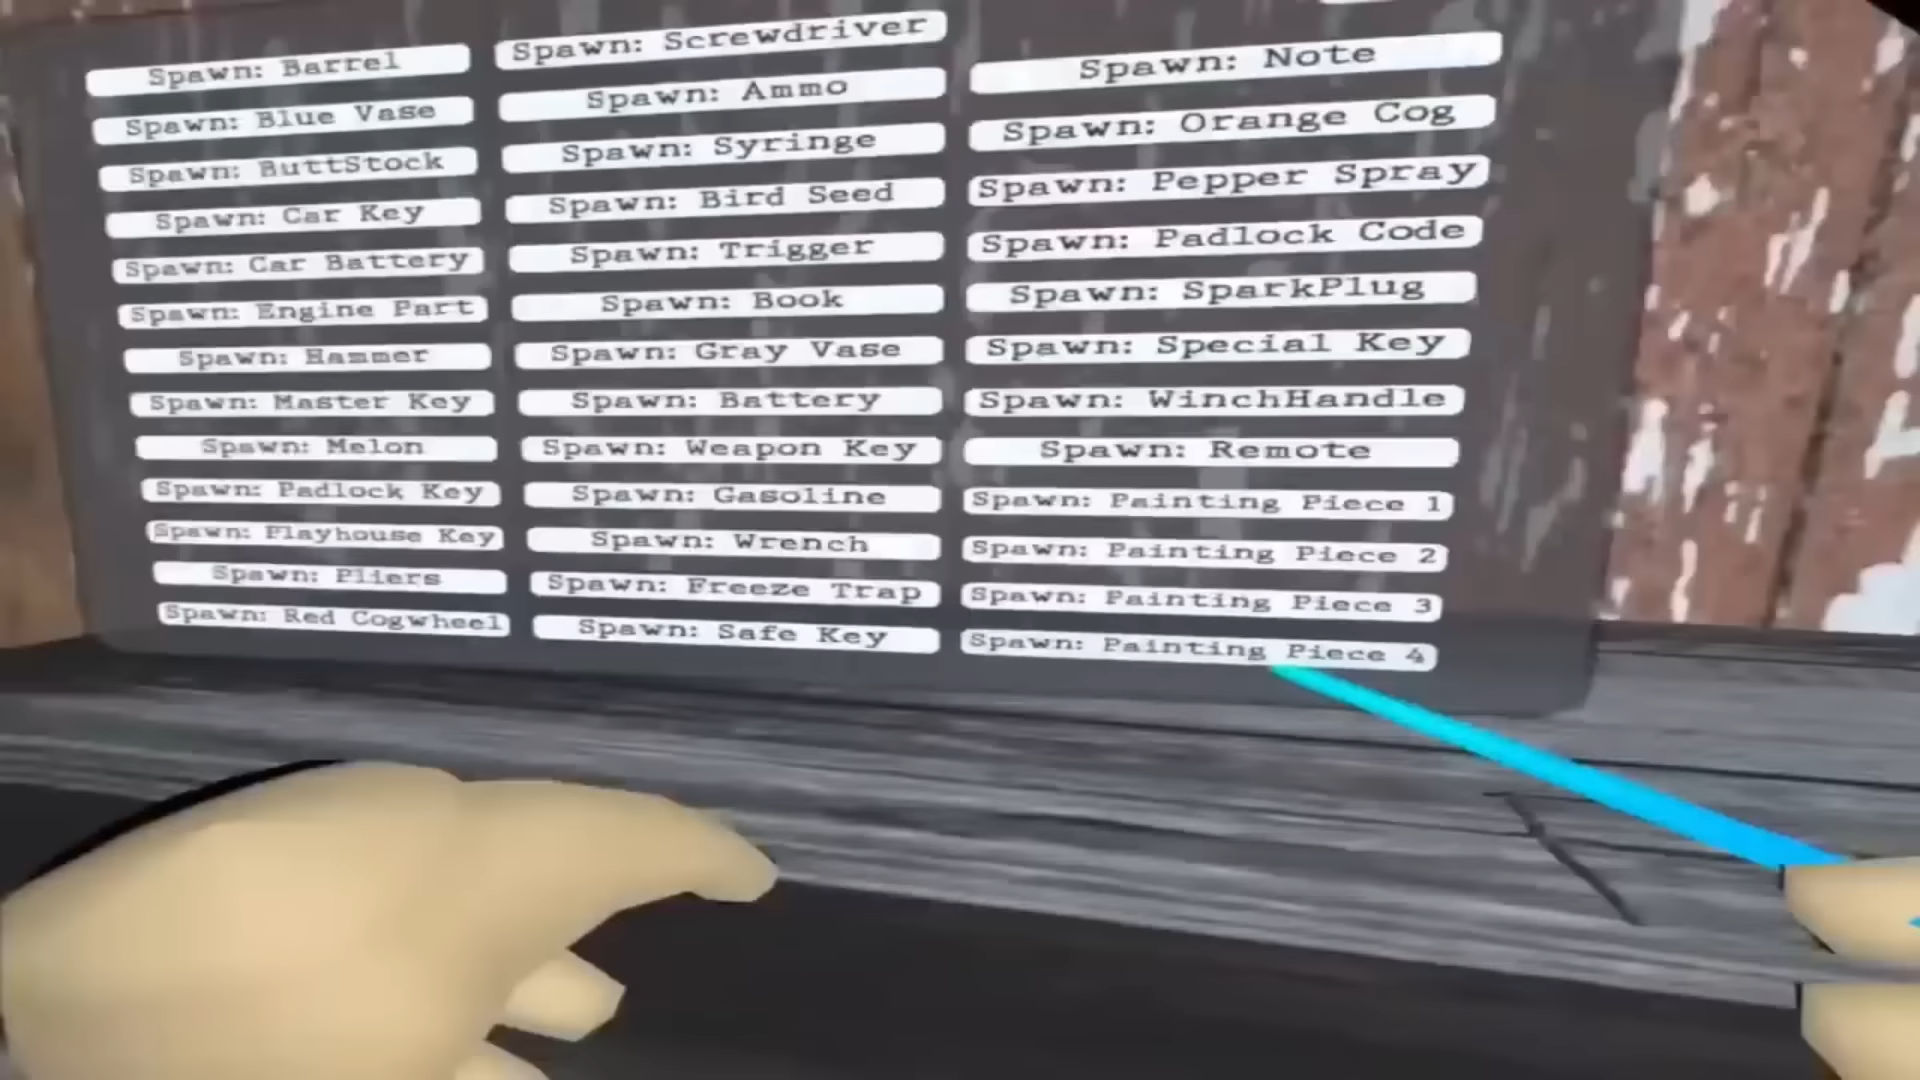 Spawn: Barrel
Spawn: Blue Vase
Spawn: ButtStock
Spawn: Car Key
Spawn: Car Battery
Spawn: Engine Part
Spawn: Hammer
Spawn: Master Key
Spawn: Melon
Spawn: Padlock Key
Spawn: Playhouse Key
Spawn: Pliers
Spawn: Red Cogwheel
Spawn: Screwdriver
Spawn: Ammo
Spawn: Syringe
Spawn: Bird Seed
Spawn: Trigger
Spawn: Book
Spawn: Gray Vase
Spawn: Battery
Spawn: Weapon Key
Spawn: Gasoline
Spawn: Wrench
Spawn: Freeze Trap
Spawn: Safe Key
Spawn: Note
Spawn: Orange Cog
Spawn: Pepper Spray
Spawn: Padlock Code
Spawn: SparkPlug
Spawn: Special Key
Spawn: WinchHandle
Spawn: Remote
Spawn: Painting Piece 1
Spawn: Painting Piece 2
Spawn: Painting Piece 3
Spawn: Painting Piece 4